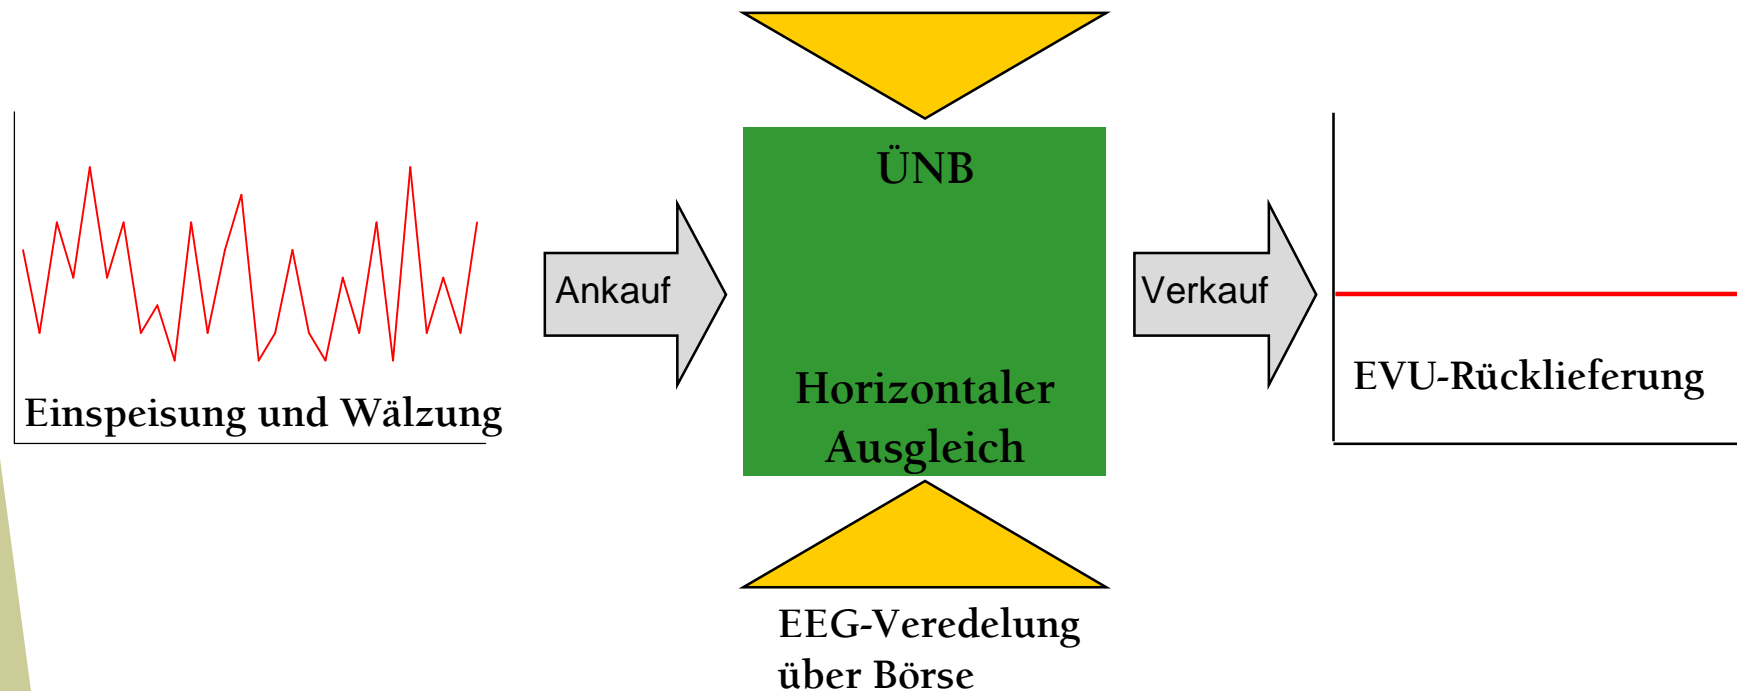 ÜNB
Ankauf
Verkauf
Horizontaler
Ausgleich
Einspeisung und Wälzung
EVU-Rücklieferung
EEG-Veredelung
über Börse